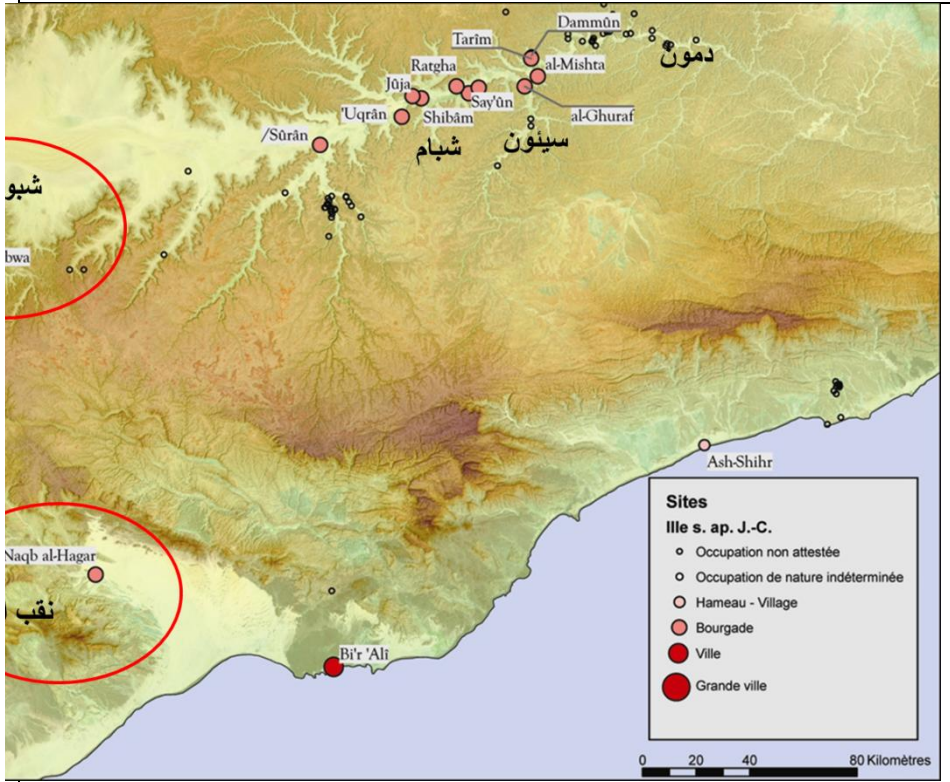 Dammûn
Tarîm
دمون
Ratgha
al-Mishta
Jûja
Say'ûn
'Uqrân
Shibâm
al-Ghuraf
/Sûrân
شبام
سيئون
شبو
bwa
Ash-Shihr
Naqb al-Hagar
نقب
Bi'r 'Alî
Sites
IIIe s. ap. J.-C.
Occupation non attestée
Occupation de nature indéterminée
Hameau - Village
Bourgade
Ville
Grande ville
0 20 40 80 Kilomètres